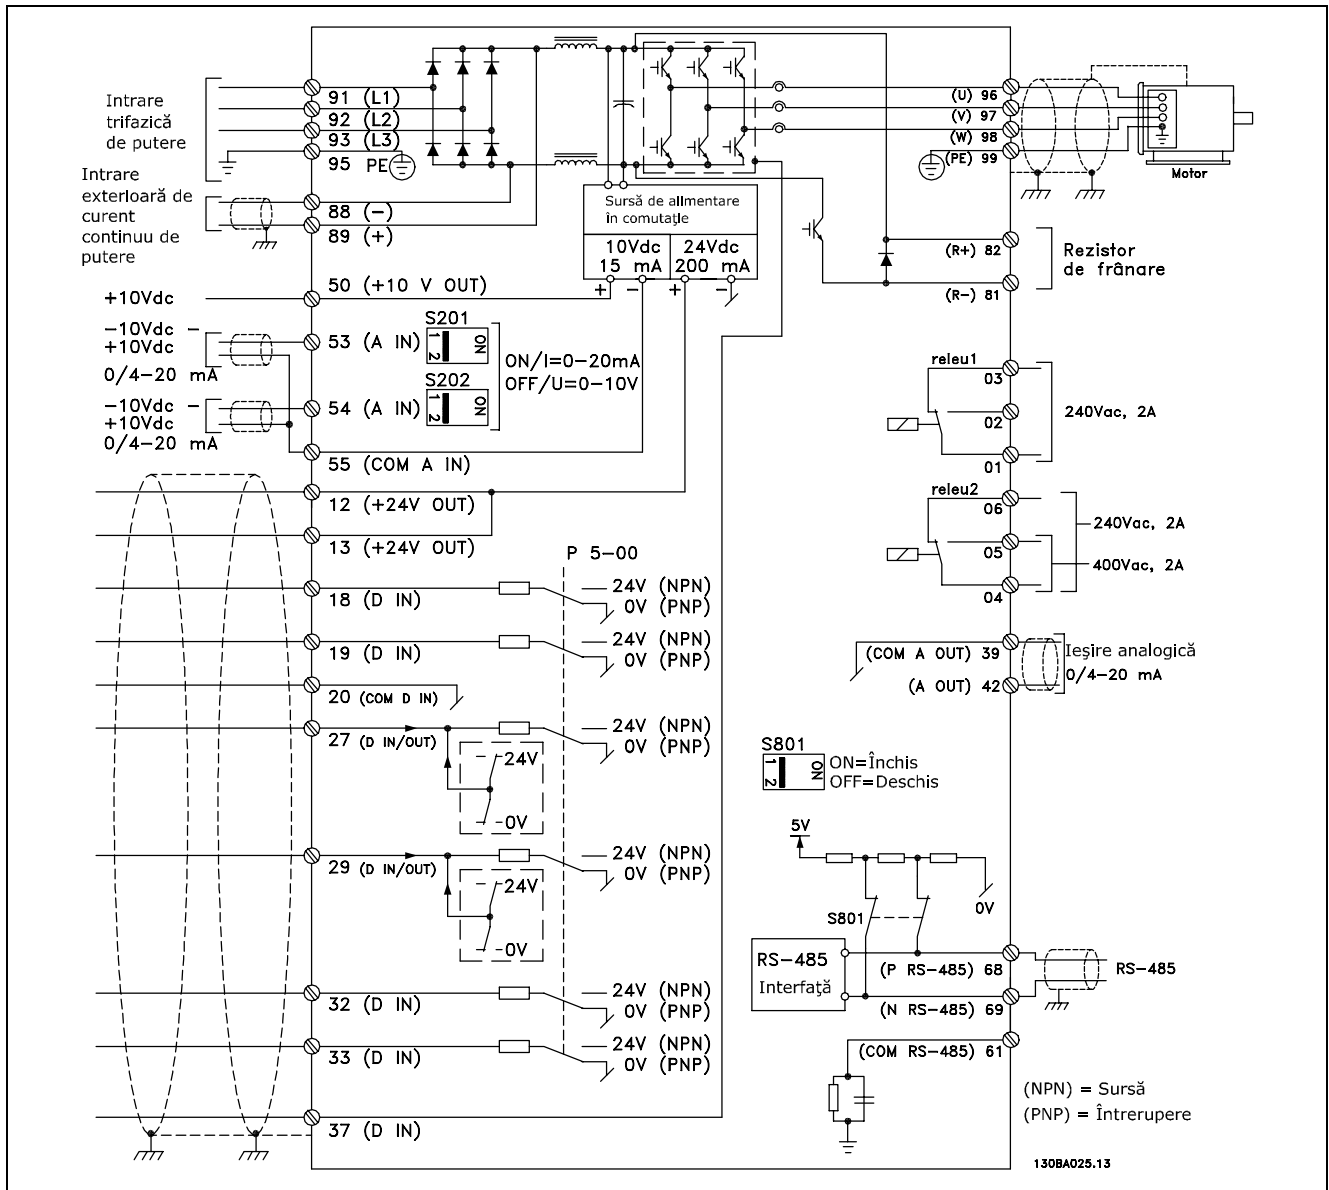 Intrare
trifazică
de putere
91 (L1)
92 (L2)
93 (L3)
95 PE
Intrare
exterioară de
curent
continuu de
putere
88 (−)
89 (+)
Sursă de alimentare
în comutaţie
10Vdc
15 mA
24Vdc
200 mA
+ − + −
(U) 96
(V) 97
(W) 98
(PE) 99
Motor
(R+) 82
(R−) 81
Rezistor
de frânare
+10Vdc
50 (+10 V OUT)
−10Vdc −
+10Vdc
0/4−20 mA
53 (A IN)
S201
1 2 ON
ON/I=0−20mA
OFF/U=0−10V
−10Vdc −
+10Vdc
0/4−20 mA
54 (A IN)
S202
1 2 ON
55 (COM A IN)
12 (+24V OUT)
13 (+24V OUT)
P 5-00
18 (D IN)
24V (NPN)
0V (PNP)
19 (D IN)
24V (NPN)
0V (PNP)
20 (COM D IN)
27 (D IN/OUT)
24V (NPN)
0V (PNP)
24V
0V
29 (D IN/OUT)
24V (NPN)
0V (PNP)
24V
0V
32 (D IN)
24V (NPN)
0V (PNP)
33 (D IN)
24V (NPN)
0V (PNP)
37 (D IN)
releu1
03
02
01
240Vac, 2A
releu2
06
05
04
240Vac, 2A
400Vac, 2A
(COM A OUT) 39
(A OUT) 42
Ieşire analogică
0/4−20 mA
S801
1 2 ON
ON=Închis
OFF=Deschis
5V
0V
S801
RS−485
Interfaţă
(P RS−485) 68
(N RS−485) 69
RS−485
(COM RS−485) 61
(NPN) = Sursă
(PNP) = Întrerupere
130BA025.13